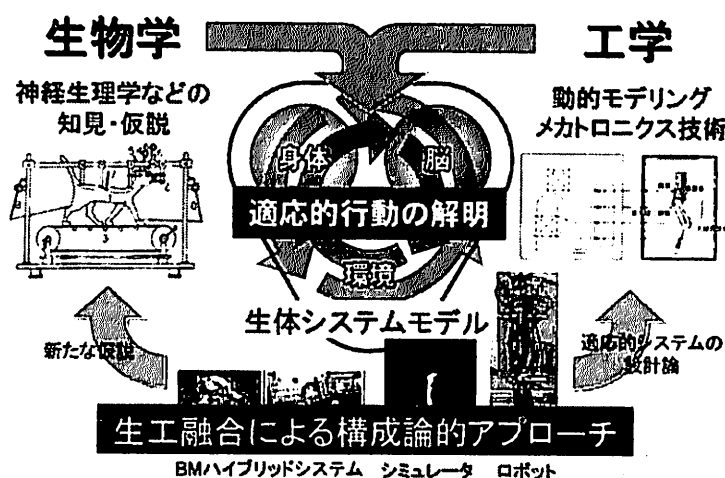 生物学
工学
神経生理学などの
知見・仮説
動的モデリング
メカトロニクス技術
身体
脳
適応的行動の解明
環境
生体システムモデル
新たな仮説
適応的システムの
設計論
生工融合による構成論的アプローチ
BMハイブリッドシステム シミュレータ ロボット